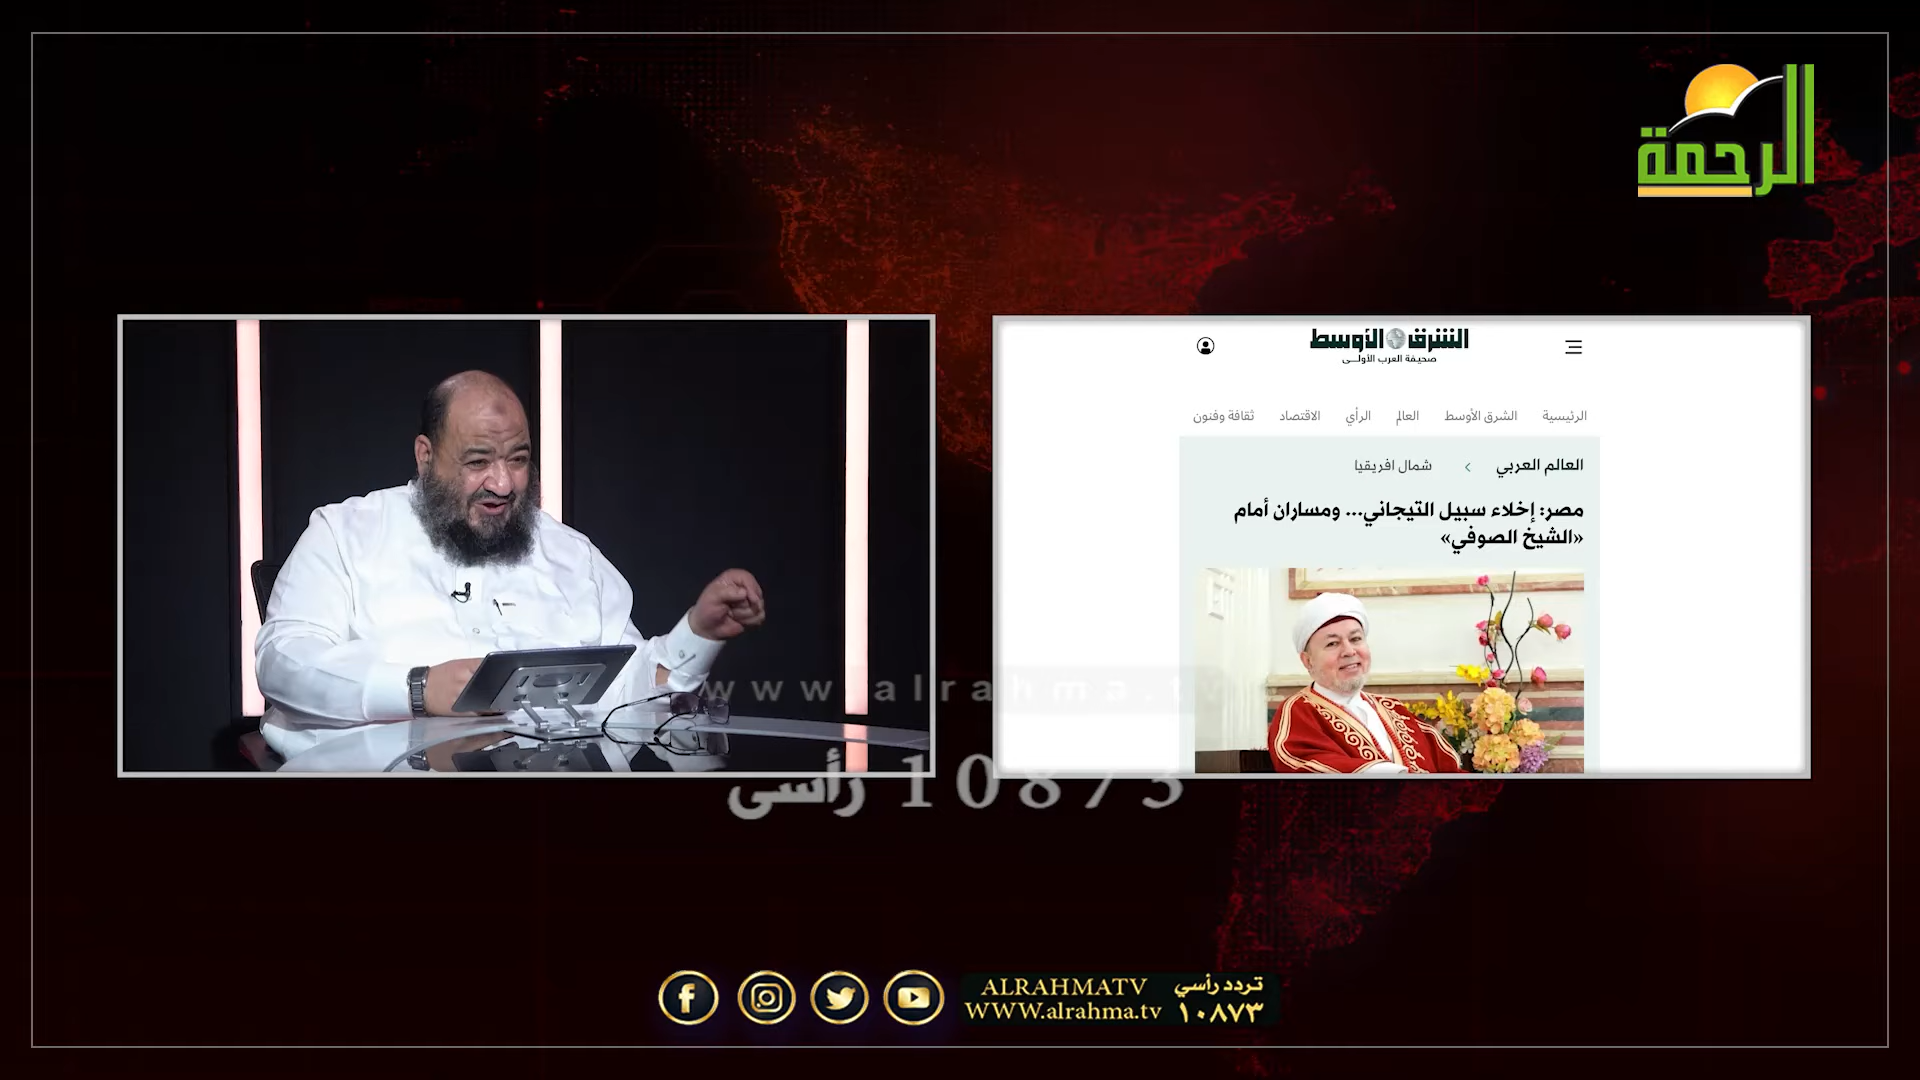 الرحمة
الشرق الأوسط
صحيفة العرب الأولى
الرئيسية الشرق الأوسط العالم الرأي الاقتصاد ثقافة وفنون
العالم العربي شمال افريقيا
مصر: إخلاء سبيل التيجاني... ومساران أمام
«الشيخ الصوفي»
www.alrahma.tv
10873 رأسى
ALRAHMATV
WWW.alrahma.tv
تردد رأسي
١٠٨٧٣